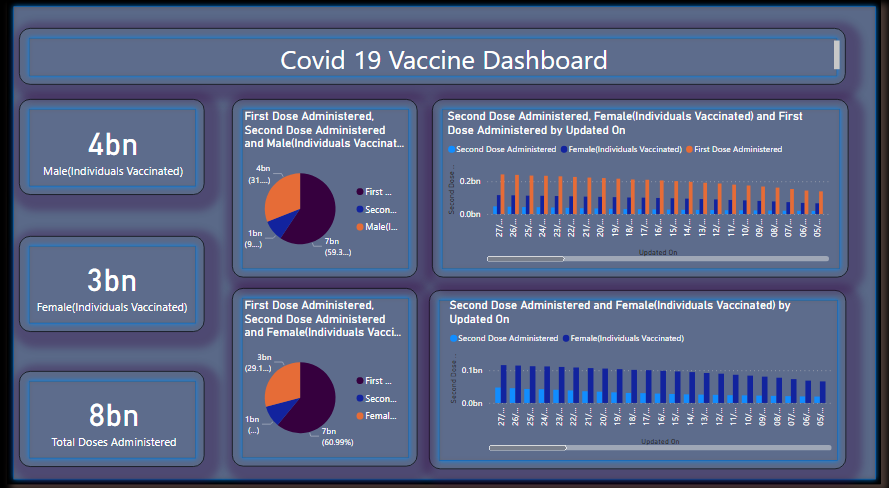 Covid 19 Vaccine Dashboard
4bn
Male(Individuals Vaccinated)
3bn
Female(Individuals Vaccinated)
8bn
Total Doses Administered
First Dose Administered,
Second Dose Administered
and Male(Individuals Vaccinat...
4bn
(31....)
1bn
(9....)
7bn
(59.3...)
First ...
Secon...
Male(I...
Second Dose Administered, Female(Individuals Vaccinated) and First
Dose Administered by Updated On
Second Dose Administered Female(Individuals Vaccinated) First Dose Administered
Second Dose ...
0.2bn
0.0bn
27/... 26/... 25/... 24/... 23/... 22/... 21/... 20/... 19/... 18/... 17/... 16/... 15/... 14/... 13/... 12/... 11/... 10/... 09/... 08/... 07/... 06/... 05/...
Updated On
First Dose Administered,
Second Dose Administered
and Female(Individuals Vacci...
3bn
(29.1...)
1bn
(...)
7bn
(60.99%)
First ...
Secon...
Femal...
Second Dose Administered and Female(Individuals Vaccinated) by
Updated On
Second Dose Administered Female(Individuals Vaccinated)
Second Dose ...
0.1bn
0.0bn
27/... 26/... 25/... 24/... 23/... 22/... 21/... 20/... 19/... 18/... 17/... 16/... 15/... 14/... 13/... 12/... 11/... 10/... 09/... 08/... 07/... 06/... 05/...
Updated On